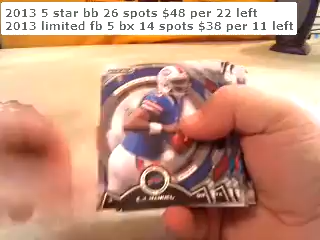 2013 5 star bb 26 spots $48 per 22 left
2013 limited fb 5 bx 14 spots $38 per 11 left